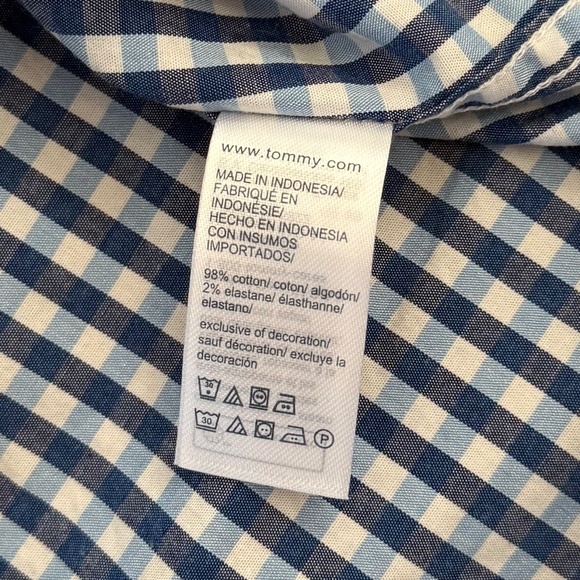 www.tommy.com
MADE IN INDONESIA/
FABRIQUÉ EN
INDONÉSIE/
HECHO EN INDONESIA
CON INSUMOS
IMPORTADOS/
98% cotton/ coton/ algodón/
2% elastane/ élasthanne/
elastano/
exclusive of decoration/
sauf décoration/ excluye la
decoración
30
30 P